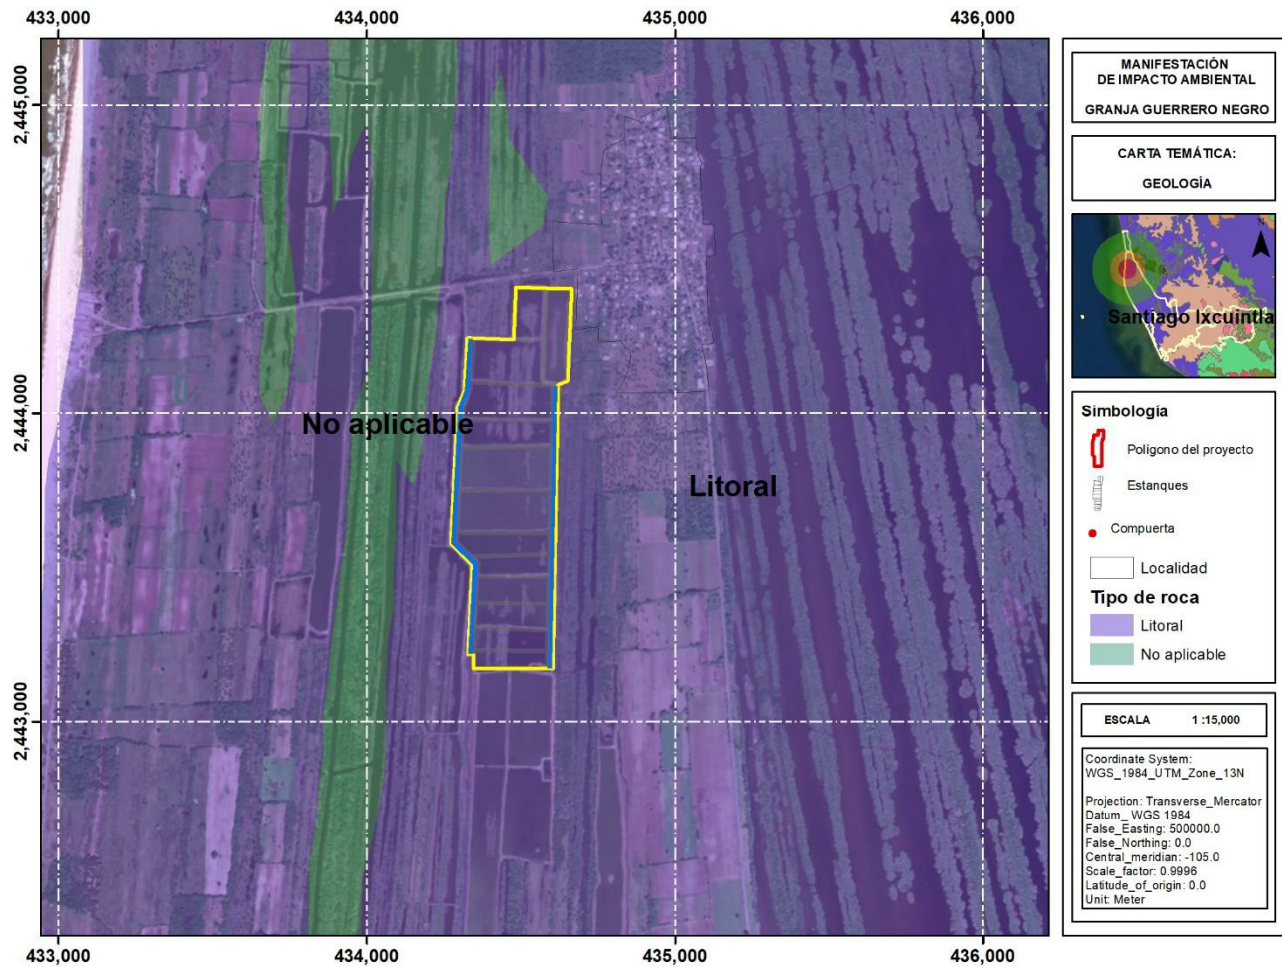 433,000
434,000
435,000
436,000
2,445,000
2,444,000
2,443,000
No aplicable
Litoral
433,000
434,000
435,000
436,000
MANIFESTACIÓN
DE IMPACTO AMBIENTAL
GRANJA GUERRERO NEGRO
CARTA TEMÁTICA:
GEOLOGÍA
Santiago Ixcuintla
Simbología
Polígono del proyecto
Estanques
Compuerta
Localidad
Tipo de roca
Litoral
No aplicable
ESCALA 1 :15,000
Coordinate System:
WGS_1984_UTM_Zone_13N
Projection: Transverse_Mercator
Datum_ WGS 1984
False_Easting: 500000.0
False_Northing: 0.0
Central_meridian: -105.0
Scale_factor: 0.9996
Latitude_of_origin: 0.0
Unit: Meter